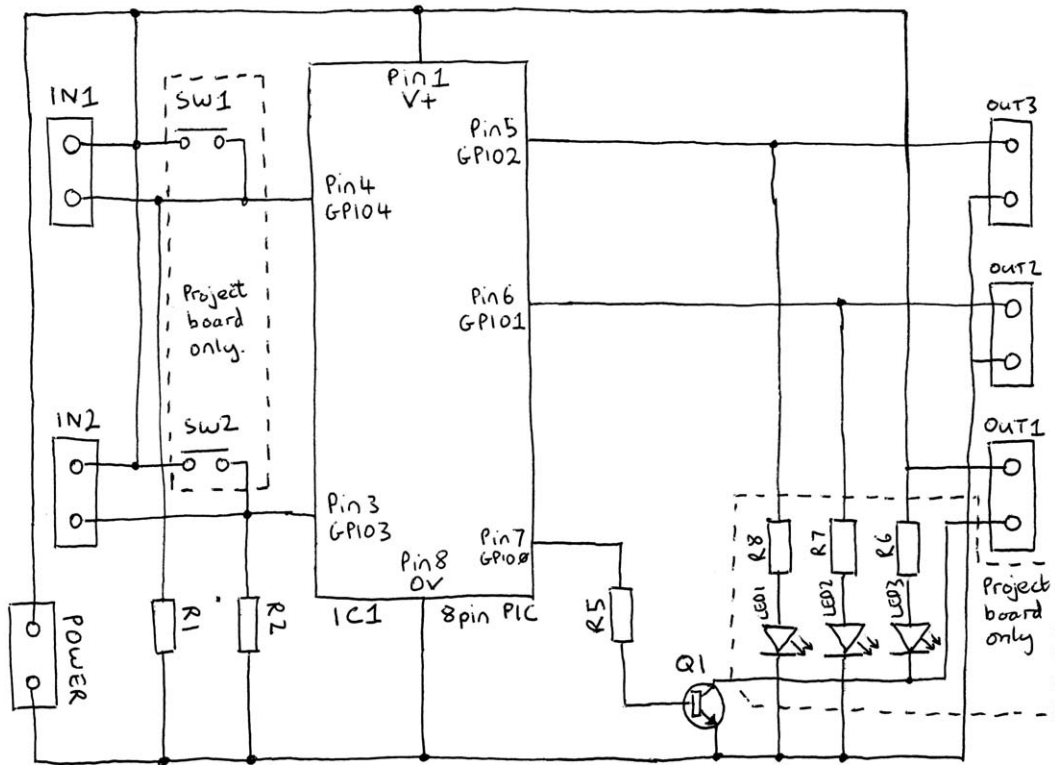 IN1
SW1
Pin1
V+
Pin5
GPIO2
OUT3
Pin4
GPIO4
Project
board
only.
Pin6
GPIO1
OUT2
IN2
SW2
OUT1
Pin3
GPIO3
Pin7
GPIO0
Pin8
0V
IC1
8pin PIC
POWER
R1
R2
R5
Q1
R8
R7
R6
LED1
LED2
LED3
Project
board
only